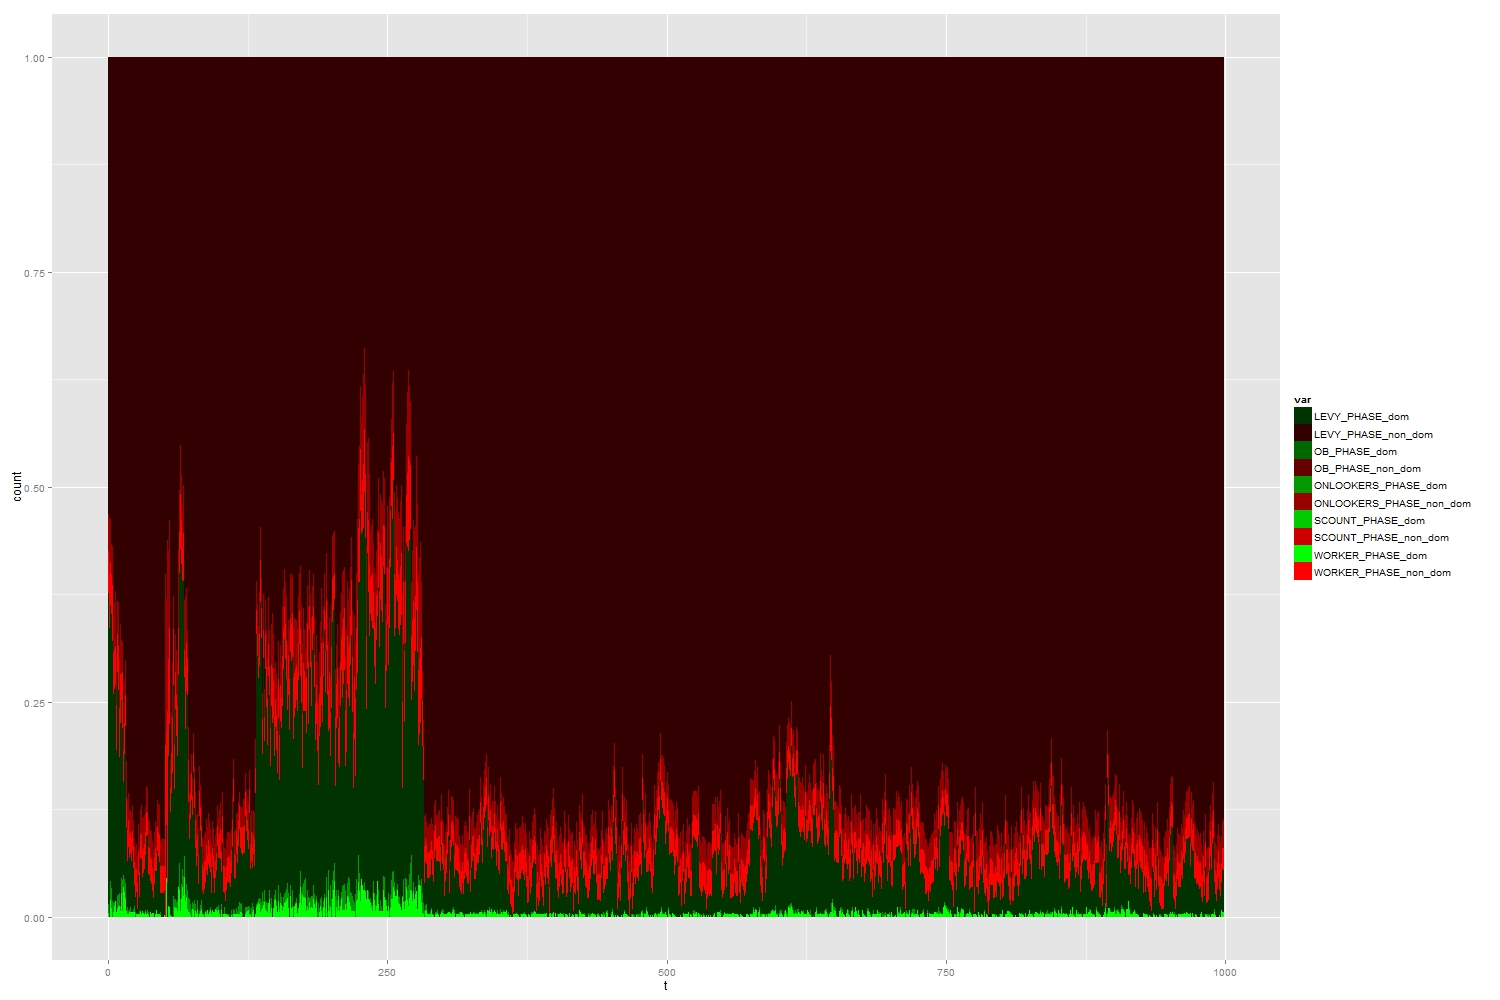 1.00
0.75
0.50
0.25
0.00
count
0
250
500
750
1000
t
var
LEVY_PHASE_dom
LEVY_PHASE_non_dom
OB_PHASE_dom
OB_PHASE_non_dom
ONLOOKERS_PHASE_dom
ONLOOKERS_PHASE_non_dom
SCOUNT_PHASE_dom
SCOUNT_PHASE_non_dom
WORKER_PHASE_dom
WORKER_PHASE_non_dom